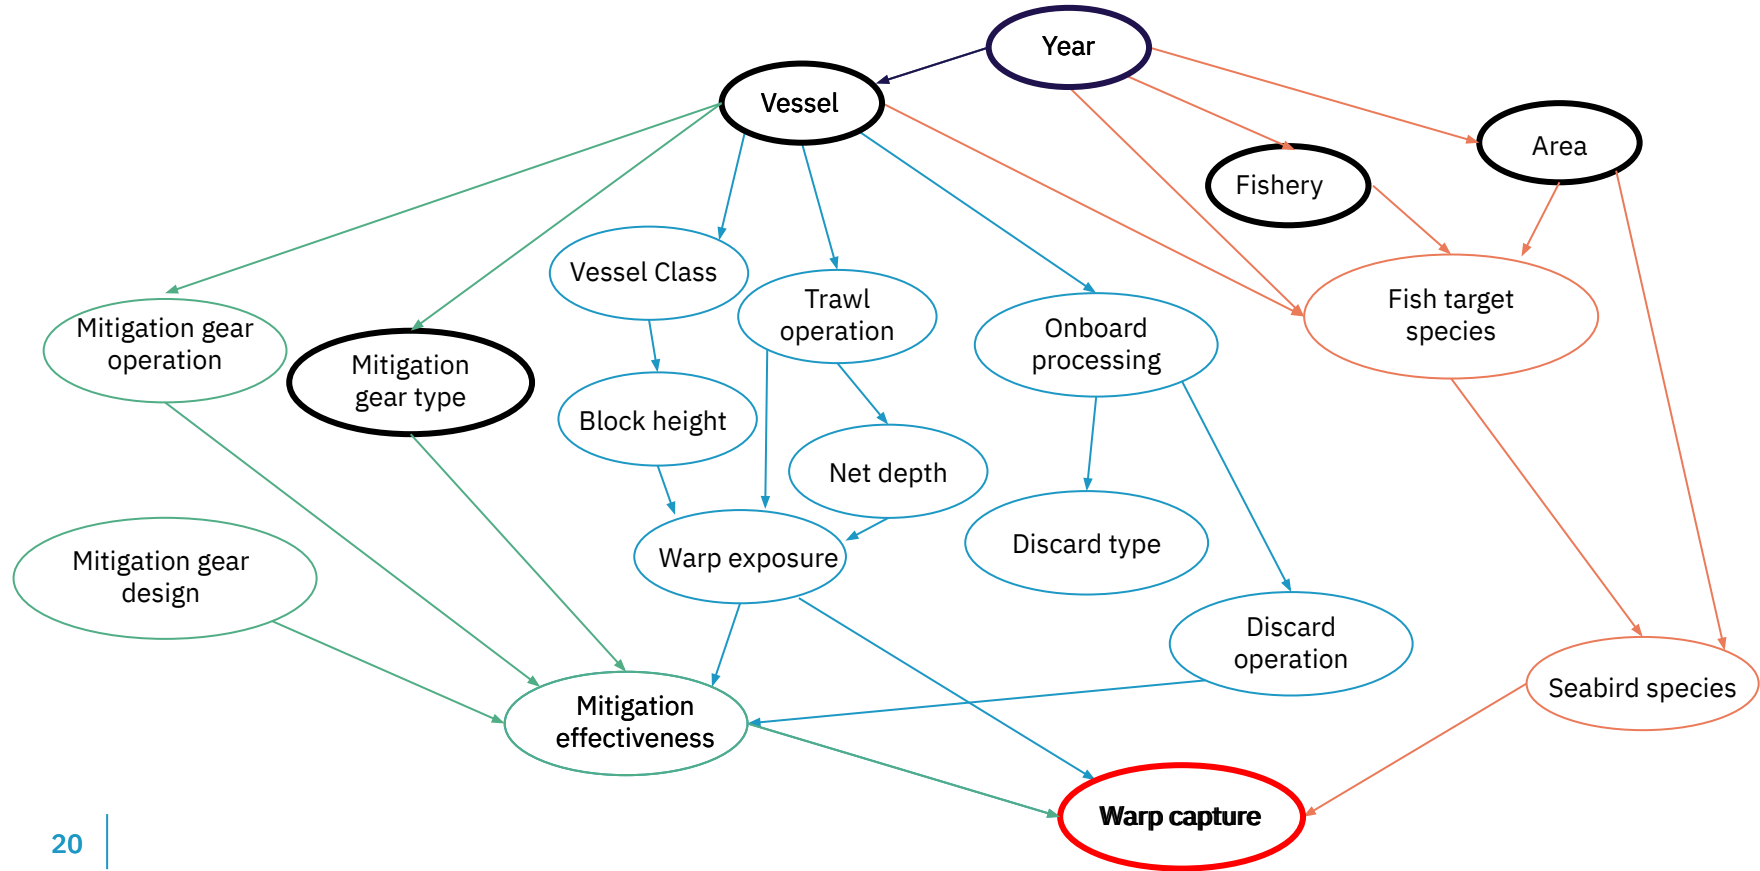 Year
Vessel
Area
Fishery
Vessel Class
Trawl
operation
Fish target
species
Onboard
processing
Mitigation gear
operation
Mitigation
gear type
Block height
Net depth
Discard type
Warp exposure
Mitigation gear
design
Discard
operation
Seabird species
Mitigation
effectiveness
Warp capture
20